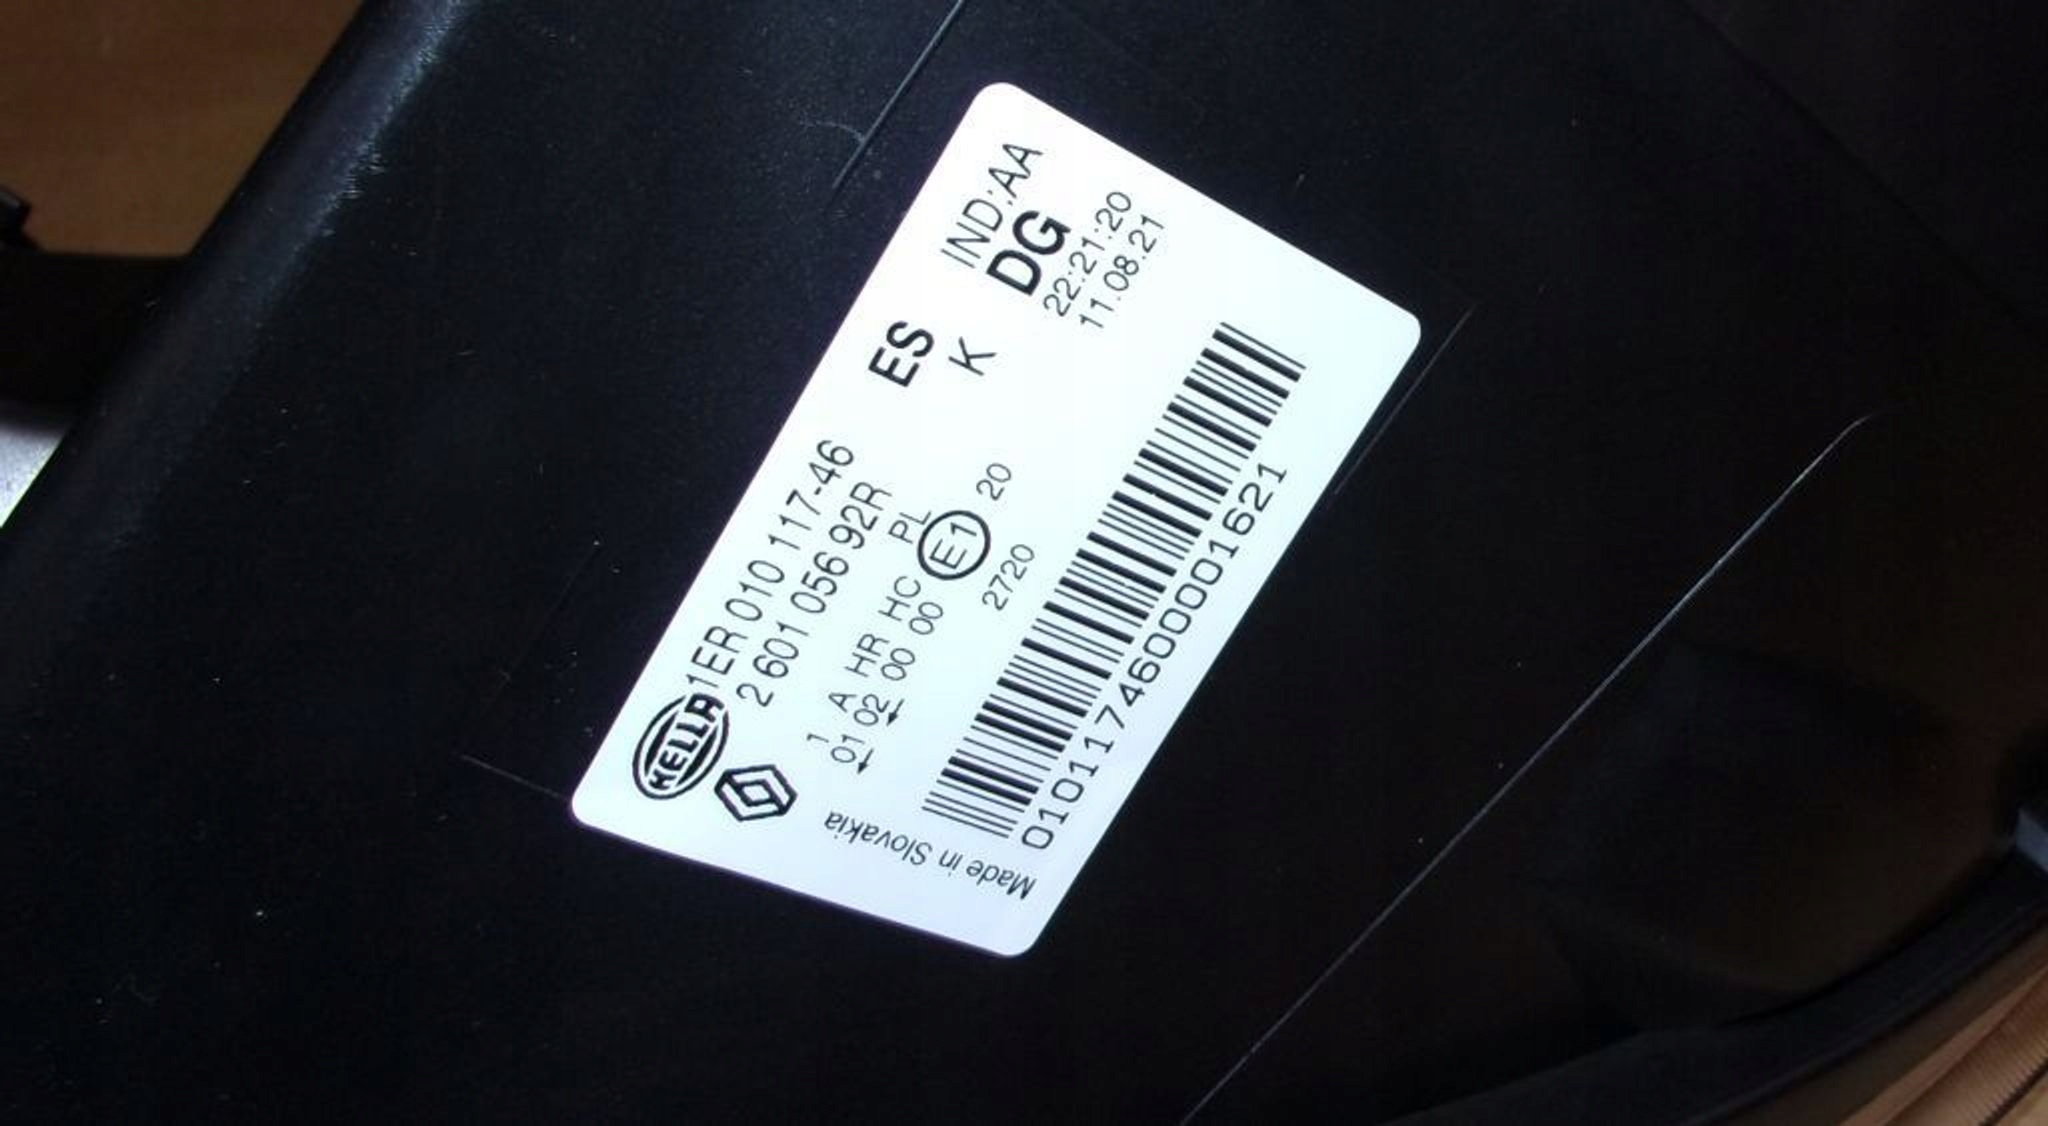 HELLA
1ER 010 117-46
ES
IND.:AA
2 601 056 92R
K
DG
1 A HR HC PL
22:21:20
01 02 00 00 E1 20
11.08.21
2720
01011746000001621
Made in Slovakia